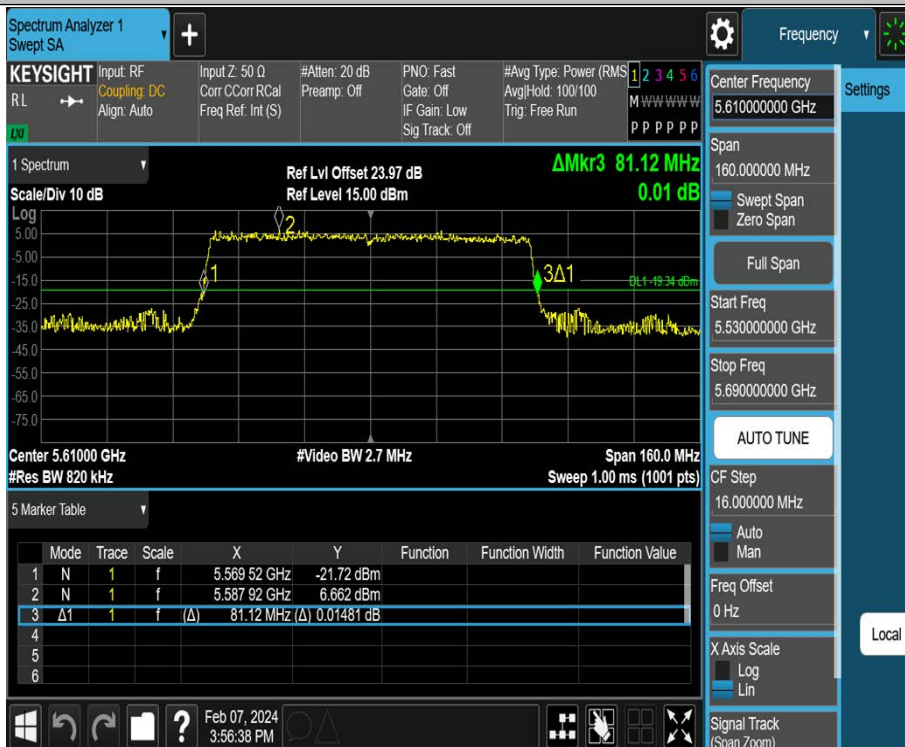 Spectrum Analyzer 1
Swept SA
+
Frequency
KEYSIGHT
RL
LXI
Input: RF
Coupling: DC
Align: Auto
Input Z: 50 Ω
Corr CCorr RCal
Freq Ref: Int (S)
#Atten: 20 dB
Preamp: Off
PNO: Fast
Gate: Off
IF Gain: Low
Sig Track: Off
#Avg Type: Power (RMS
Avg|Hold: 100/100
Trig: Free Run
1 2 3 4 5 6
M W W W W W
P P P P P P
1 Spectrum
Scale/Div 10 dB
Ref Lvl Offset 23.97 dB
Ref Level 15.00 dBm
ΔMkr3 81.12 MHz
0.01 dB
Log
5.00
-5.00
-15.0
-25.0
-35.0
-45.0
-55.0
-65.0
-75.0
2
1
3Δ1
DL1 -19.34 dBm
Center 5.61000 GHz
#Video BW 2.7 MHz
Span 160.0 MHz
#Res BW 820 kHz
Sweep 1.00 ms (1001 pts)
5 Marker Table
Mode Trace Scale X Y Function Function Width Function Value
1 N 1 f 5.569 52 GHz -21.72 dBm
2 N 1 f 5.587 92 GHz 6.662 dBm
3 Δ1 1 f (Δ) 81.12 MHz (Δ) 0.01481 dB
4
5
6
?
Feb 07, 2024
3:56:38 PM
Center Frequency
5.610000000 GHz
Span
160.000000 MHz
Swept Span
Zero Span
Full Span
Start Freq
5.530000000 GHz
Stop Freq
5.690000000 GHz
AUTO TUNE
CF Step
16.000000 MHz
Auto
Man
Freq Offset
0 Hz
X Axis Scale
Log
Lin
Signal Track
(Span Zoom)
Settings
Local